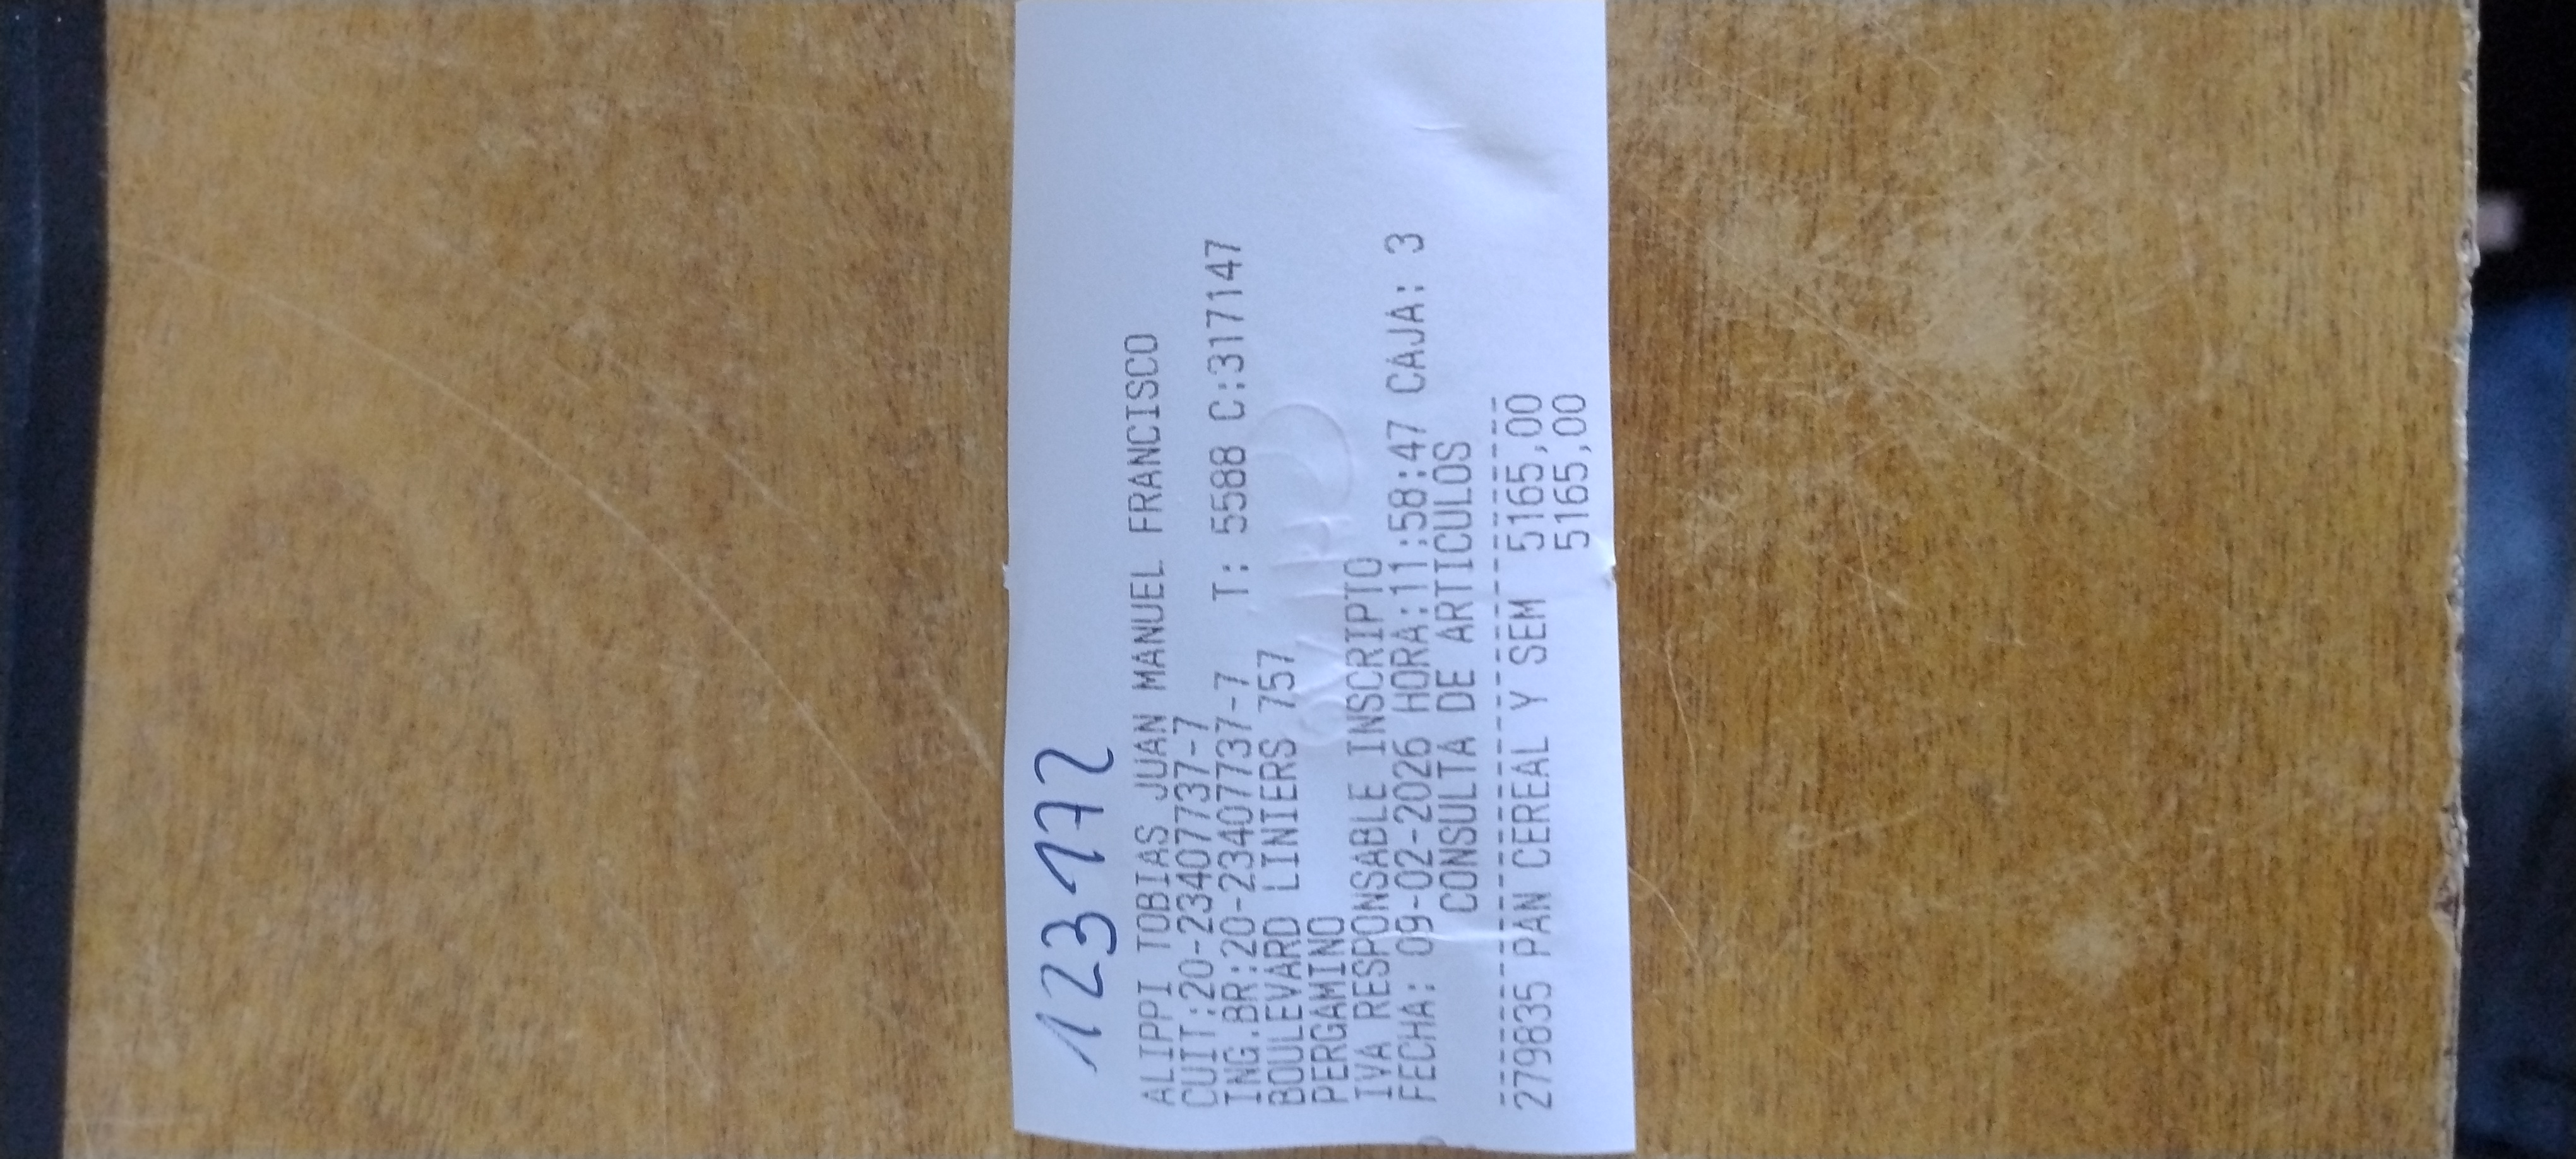 123172
ALIPPI TOBIAS JUAN MANUEL FRANCISCO
CUIT:20-23407737-7
ING.BR:20-23407737-7 T: 5588 C:317147
BOULEVARD LINIERS 757
PERGAMINO
IVA RESPONSABLE INSCRIPTO
FECHA: 09-02-2026 HORA:11:58:47 CAJA: 3
CONSULTA DE ARTICULOS
279835 PAN CEREAL Y SEM 5165,00
5165,00